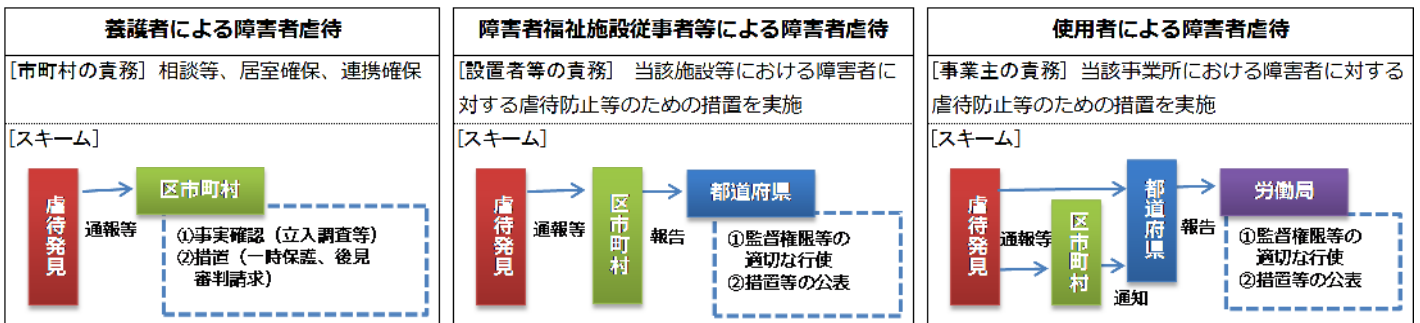 養護者による障害者虐待
[市町村の責務] 相談等、居室確保、連携確保
[スキーム]
虐待発見
通報等
区市町村
①事実確認（立入調査等）
②措置（一時保護、後見
審判請求）
障害者福祉施設従事者等による障害者虐待
[設置者等の責務] 当該施設等における障害者に
対する虐待防止等のための措置を実施
[スキーム]
虐待発見
通報等
区市町村
報告
都道府県
①監督権限等の
適切な行使
②措置等の公表
使用者による障害者虐待
[事業主の責務] 当該事業所における障害者に対する
虐待防止等のための措置を実施
[スキーム]
虐待発見
通報等
区市町村
通知
都道府県
報告
労働局
①監督権限等の
適切な行使
②措置等の公表